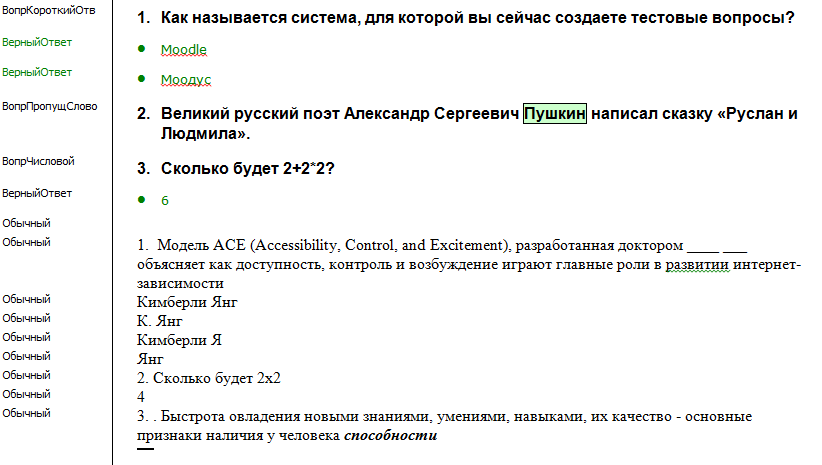 ВопрКороткийОтв 1. Как называется система, для которой вы сейчас создаете тестовые вопросы?
ВерныйОтвет • Moodle
ВерныйОтвет • Моодус
ВопрПропущСлово 2. Великий русский поэт Александр Сергеевич Пушкин написал сказку «Руслан и
Людмила».
ВопрЧисловой 3. Сколько будет 2+2*2?
ВерныйОтвет • 6
Обычный
Обычный 1. Модель ACE (Accessibility, Control, and Excitement), разработанная доктором ____ ___
объясняет как доступность, контроль и возбуждение играют главные роли в развитии интернет-
зависимости
Обычный Кимберли Янг
Обычный К. Янг
Обычный Кимберли Я
Обычный Янг
Обычный 2. Сколько будет 2х2
Обычный 4
Обычный 3. . Быстрота овладения новыми знаниями, умениями, навыками, их качество - основные
признаки наличия у человека способности